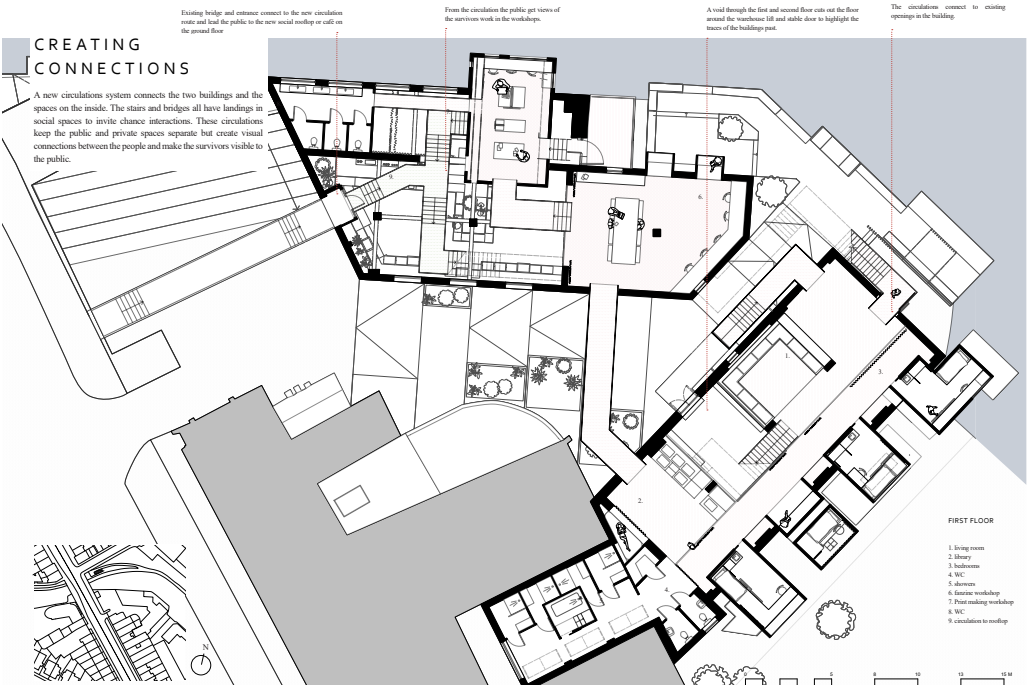 Existing bridge and entrance connect to the new circulation
route and lead the public to the new social rooftop or café on
the ground floor
From the circulation the public get views of
the survivors work in the workshops.
A void through the first and second floor cuts out the floor
around the warehouse lift and stable door to highlight the
traces of the buildings past.
The circulations connect to existing
openings in the building.
CREATING
CONNECTIONS
A new circulations system connects the two buildings and the
spaces on the inside. The stairs and bridges all have landings in
social spaces to invite chance interactions. These circulations
keep the public and private spaces separate but create visual
connections between the people and make the survivors visible to
the public.
9.
6.
1.
3.
2.
4.
N
FIRST FLOOR
1. living room
2. library
3. bedrooms
4. WC
5. showers
6. fanzine workshop
7. Print making workshop
8. WC
9. circulation to rooftop
0 5 8 10 13 15 M